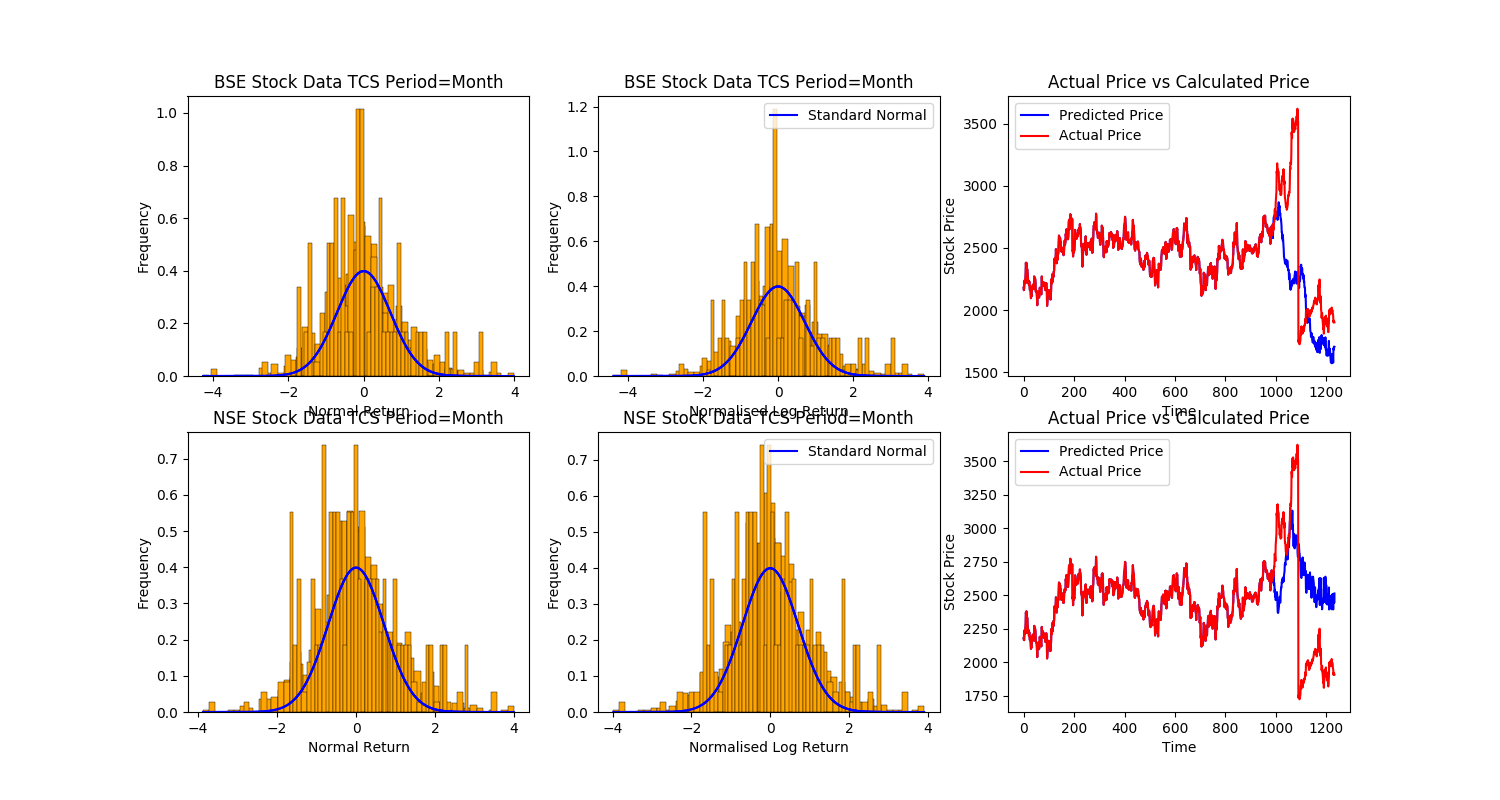 BSE Stock Data TCS Period=Month
Frequency
1.0
0.8
0.6
0.4
0.2
0.0
−4 −2 0 2 4
Normal Return
BSE Stock Data TCS Period=Month
Standard Normal
Frequency
1.2
1.0
0.8
0.6
0.4
0.2
0.0
−4 −2 0 2 4
Normalised Log Return
Actual Price vs Calculated Price
Predicted Price
Actual Price
Stock Price
3500
3000
2500
2000
1500
0 200 400 600 800 1000 1200
Time
NSE Stock Data TCS Period=Month
Frequency
0.7
0.6
0.5
0.4
0.3
0.2
0.1
0.0
−4 −2 0 2 4
Normal Return
NSE Stock Data TCS Period=Month
Standard Normal
Frequency
0.7
0.6
0.5
0.4
0.3
0.2
0.1
0.0
−4 −2 0 2 4
Normalised Log Return
Actual Price vs Calculated Price
Predicted Price
Actual Price
Stock Price
3500
3250
3000
2750
2500
2250
2000
1750
0 200 400 600 800 1000 1200
Time